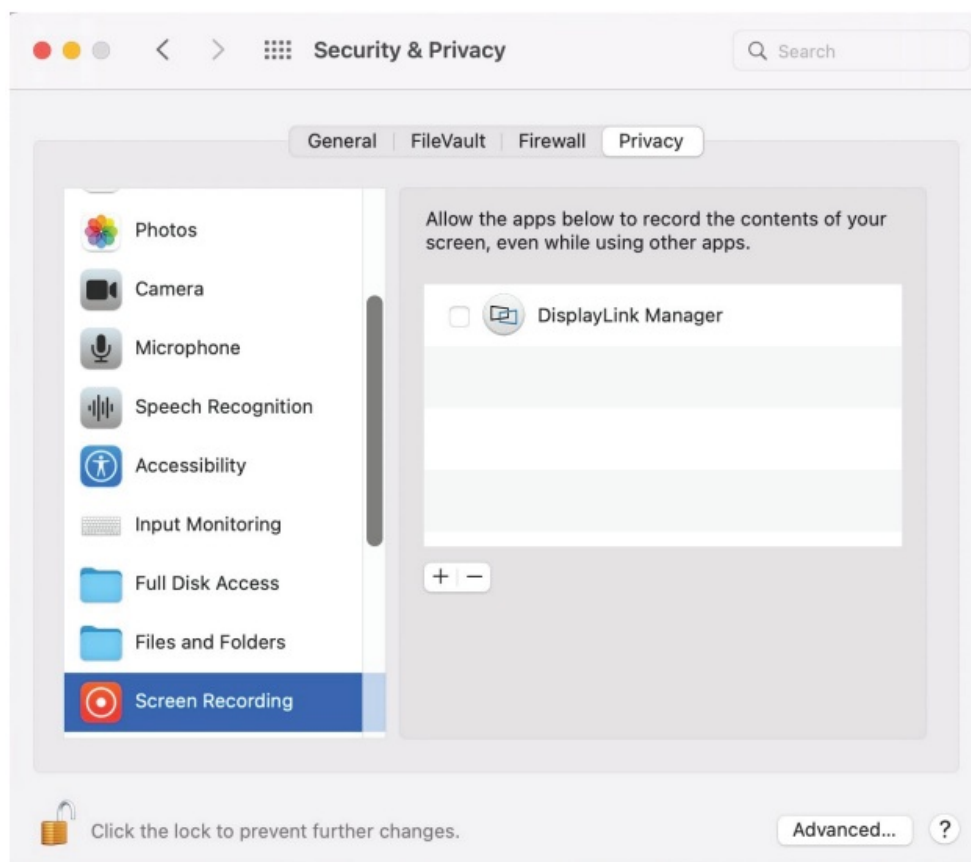 Security & Privacy
Search
General
FileVault
Firewall
Privacy
Photos
Camera
Microphone
Speech Recognition
Accessibility
Input Monitoring
Full Disk Access
Files and Folders
Screen Recording
Allow the apps below to record the contents of your
screen, even while using other apps.
DisplayLink Manager
+ −
Click the lock to prevent further changes.
Advanced...
?